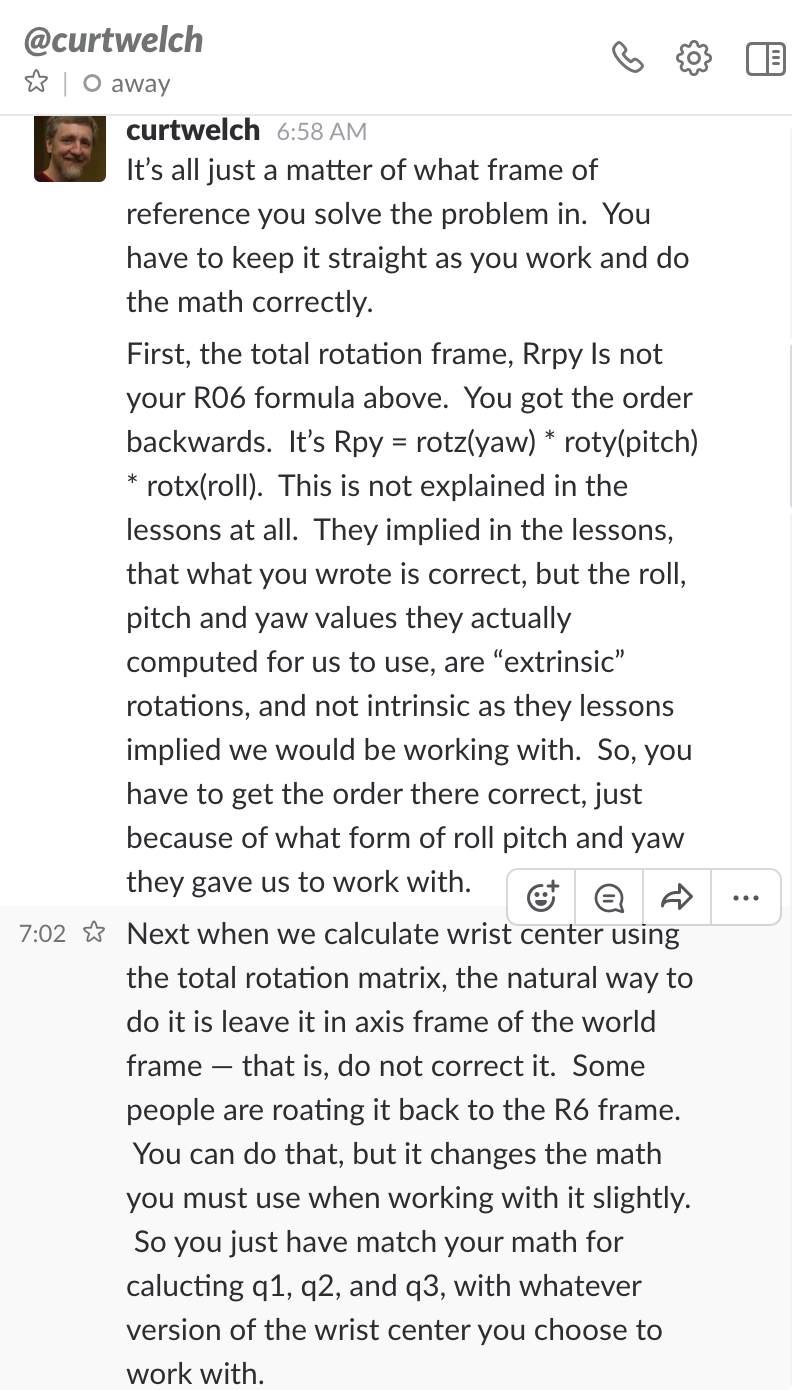 @curtwelch
away
curtwelch 6:58 AM
It’s all just a matter of what frame of
reference you solve the problem in.  You
have to keep it straight as you work and do
the math correctly.
First, the total rotation frame, Rrpy Is not
your R06 formula above.  You got the order
backwards.  It’s Rpy = rotz(yaw) * roty(pitch)
* rotx(roll).  This is not explained in the
lessons at all.  They implied in the lessons,
that what you wrote is correct, but the roll,
pitch and yaw values they actually
computed for us to use, are “extrinsic”
rotations, and not intrinsic as they lessons
implied we would be working with.  So, you
have to get the order there correct, just
because of what form of roll pitch and yaw
they gave us to work with.
7:02 Next when we calculate wrist center using
the total rotation matrix, the natural way to
do it is leave it in axis frame of the world
frame — that is, do not correct it.  Some
people are roating it back to the R6 frame.
You can do that, but it changes the math
you must use when working with it slightly.
So you just have match your math for
calucting q1, q2, and q3, with whatever
version of the wrist center you choose to
work with.